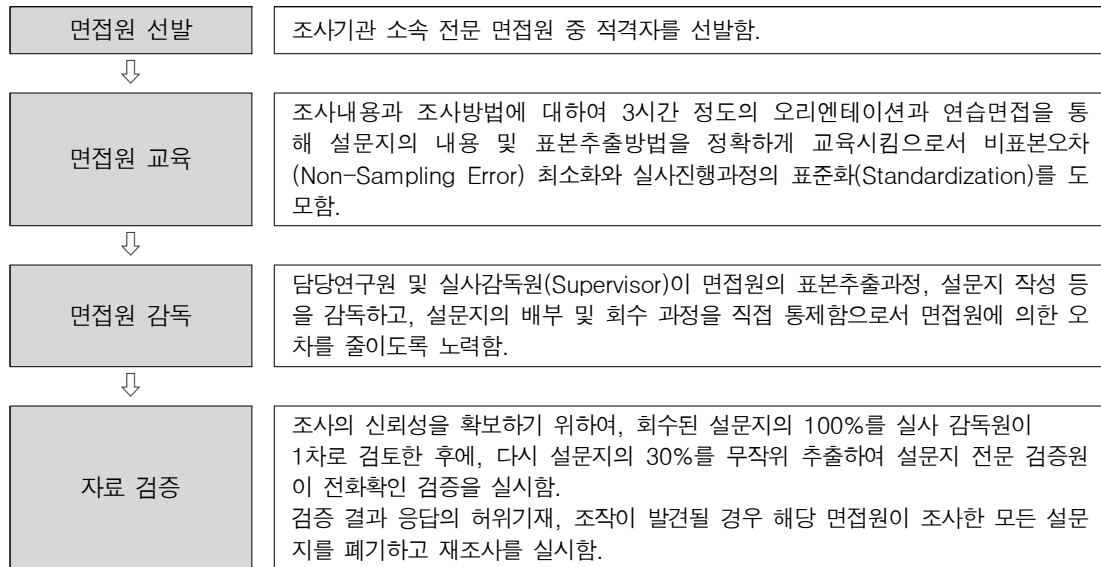 면접원 선발
조사기관 소속 전문 면접원 중 적격자를 선발함.
⇩
면접원 교육
조사내용과 조사방법에 대하여 3시간 정도의 오리엔테이션과 연습면접을 통
해 설문지의 내용 및 표본추출방법을 정확하게 교육시킴으로서 비표본오차
(Non-Sampling Error) 최소화와 실사진행과정의 표준화(Standardization)를 도
모함.
⇩
면접원 감독
담당연구원 및 실사감독원(Supervisor)이 면접원의 표본추출과정, 설문지 작성 등
을 감독하고, 설문지의 배부 및 회수 과정을 직접 통제함으로서 면접원에 의한 오
차를 줄이도록 노력함.
⇩
자료 검증
조사의 신뢰성을 확보하기 위하여, 회수된 설문지의 100%를 실사 감독원이
1차로 검토한 후에, 다시 설문지의 30%를 무작위 추출하여 설문지 전문 검증원
이 전화확인 검증을 실시함.
검증 결과 응답의 허위기재, 조작이 발견될 경우 해당 면접원이 조사한 모든 설문
지를 폐기하고 재조사를 실시함.